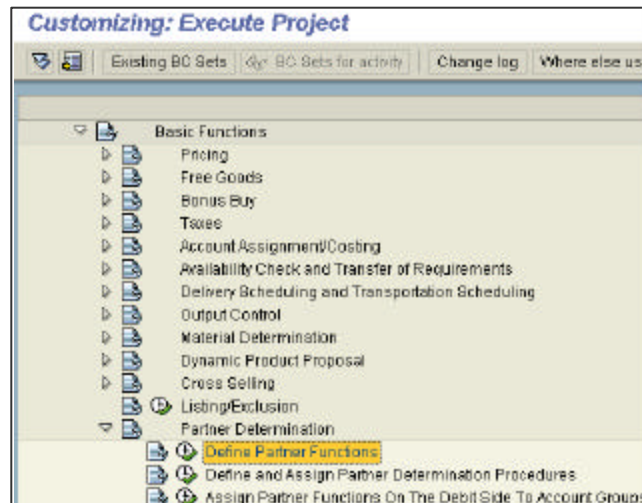 Customizing: Execute Project
Existing BC Sets BC Sets for activity Change log Where else us
Basic Functions
Pricing
Free Goods
Bonus Buy
Taxes
Account Assignment/Costing
Availability Check and Transfer of Requirements
Delivery Scheduling and Transportation Scheduling
Output Control
Material Determination
Dynamic Product Proposal
Cross Selling
Listing/Exclusion
Partner Determination
Define Partner Functions
Define and Assign Partner Determination Procedures
Assign Partner Functions On The Debit Side To Account Group